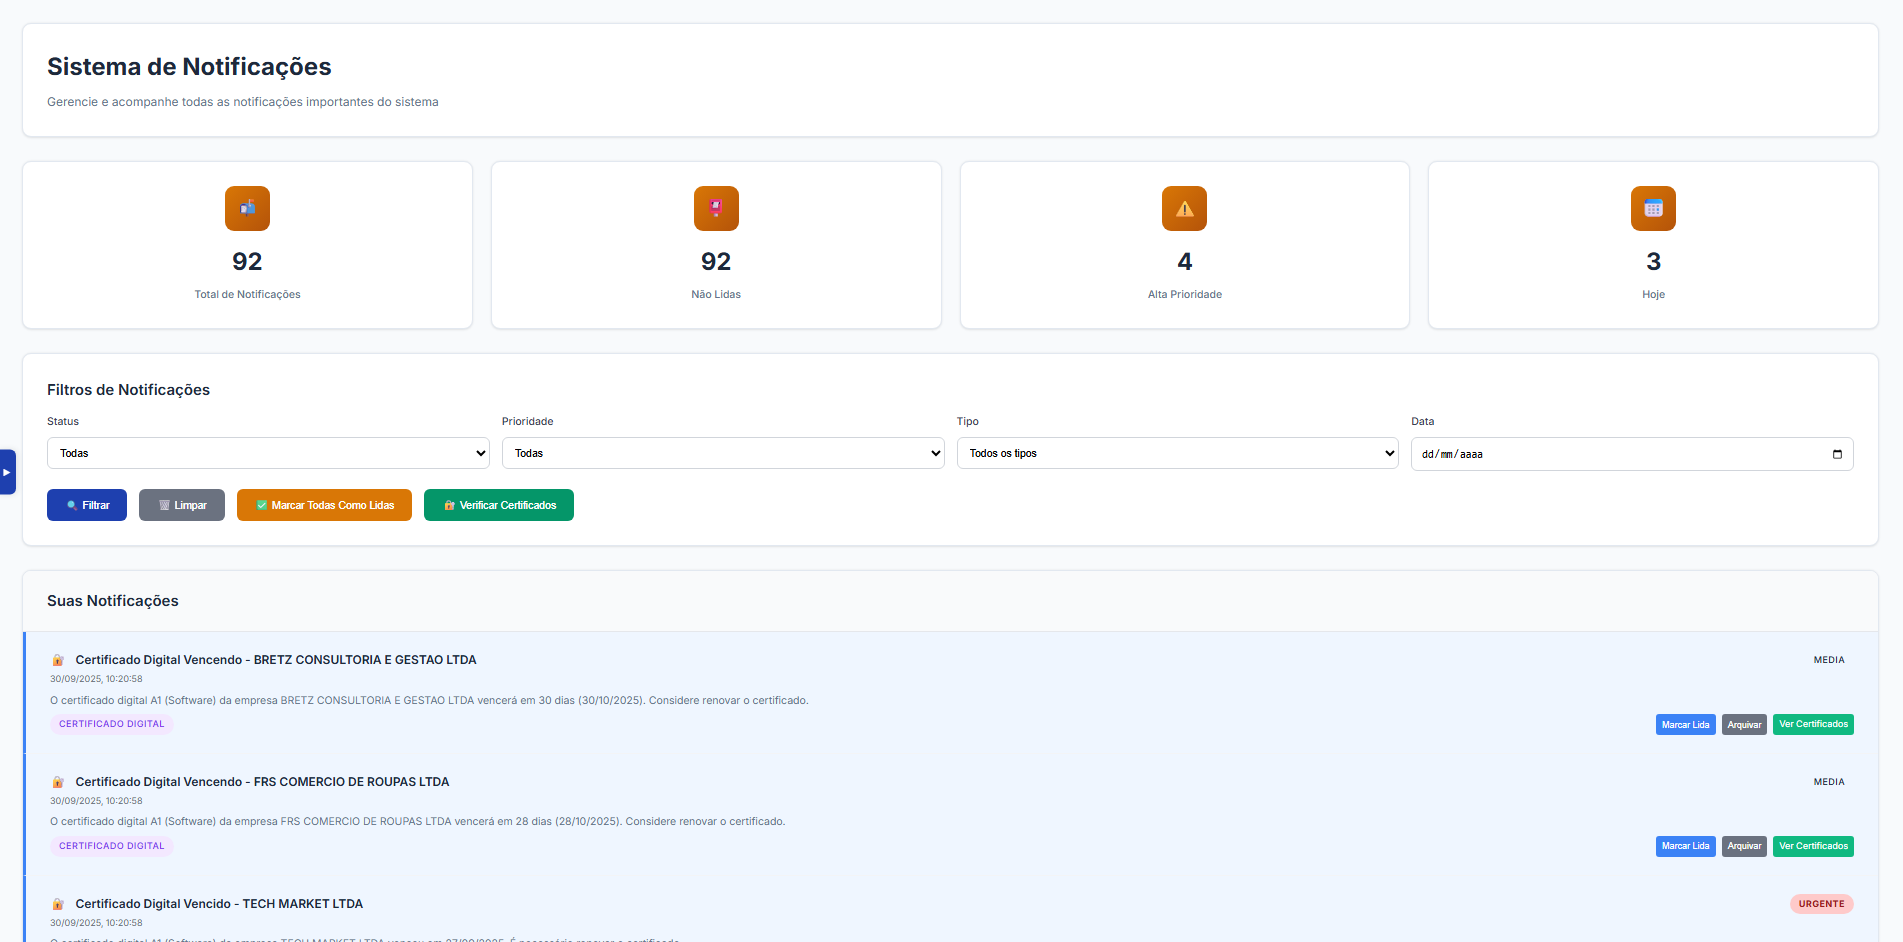 Sistema de Notificações
Gerencie e acompanhe todas as notificações importantes do sistema
92
Total de Notificações
92
Não Lidas
4
Alta Prioridade
3
Hoje
Filtros de Notificações
Status
Prioridade
Tipo
Data
Todas
Todas
Todos os tipos
dd/mm/aaaa
Filtrar
Limpar
Marcar Todas Como Lidas
Verificar Certificados
Suas Notificações
Certificado Digital Vencendo - BRETZ CONSULTORIA E GESTAO LTDA
MEDIA
30/09/2025, 10:20:58
O certificado digital A1 (Software) da empresa BRETZ CONSULTORIA E GESTAO LTDA vencerá em 30 dias (30/10/2025). Considere renovar o certificado.
CERTIFICADO DIGITAL
Marcar Lida
Arquivar
Ver Certificados
Certificado Digital Vencendo - FRS COMERCIO DE ROUPAS LTDA
MEDIA
30/09/2025, 10:20:58
O certificado digital A1 (Software) da empresa FRS COMERCIO DE ROUPAS LTDA vencerá em 28 dias (28/10/2025). Considere renovar o certificado.
CERTIFICADO DIGITAL
Marcar Lida
Arquivar
Ver Certificados
Certificado Digital Vencido - TECH MARKET LTDA
URGENTE
30/09/2025, 10:20:58